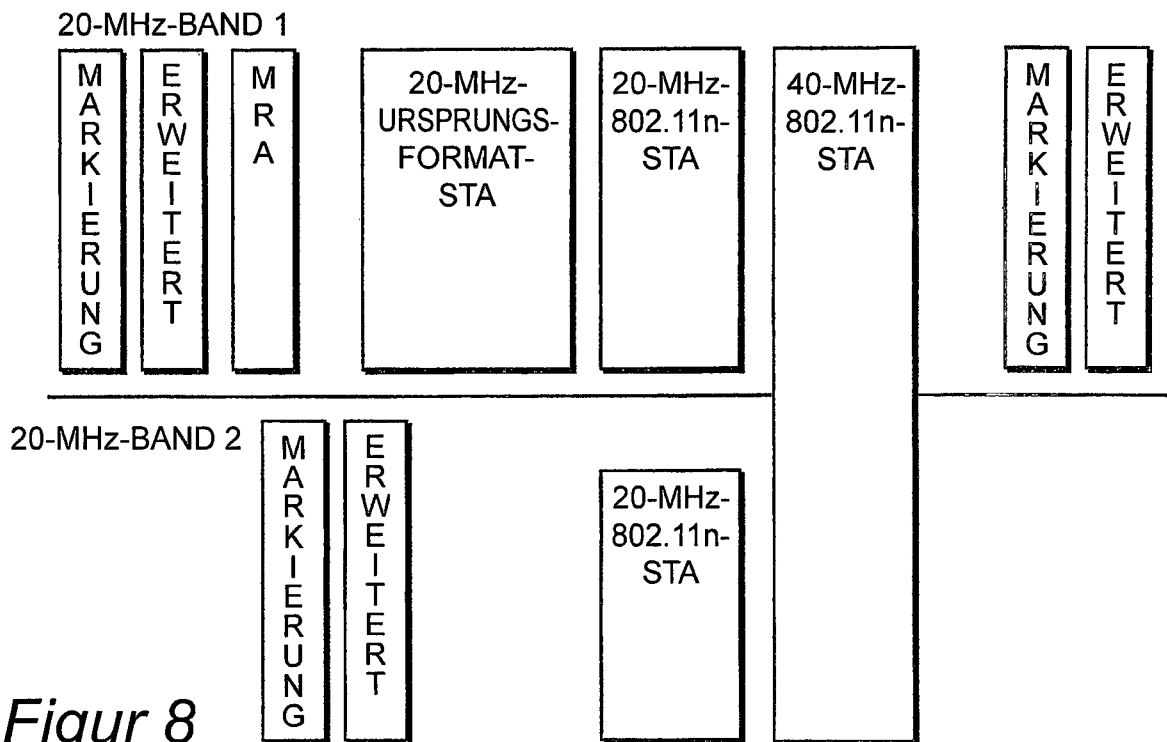 20-MHz-BAND 1
MARKIERUNG
ERWEITERT
MRA
20-MHz-
URSPRUNGS-
FORMAT-
STA
20-MHz-
802.11n-
STA
40-MHz-
802.11n-
STA
MARKIERUNG
ERWEITERT
20-MHz-BAND 2
MARKIERUNG
ERWEITERT
20-MHz-
802.11n-
STA
Figur 8